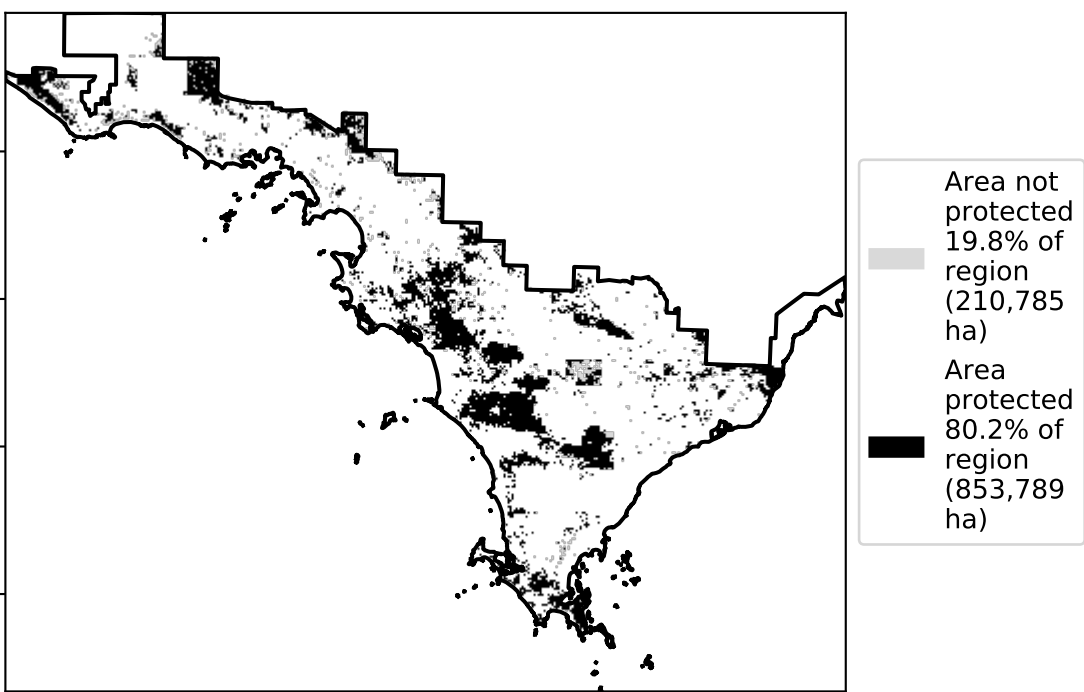 Area not
protected
19.8% of
region
(210,785
ha)
Area
protected
80.2% of
region
(853,789
ha)